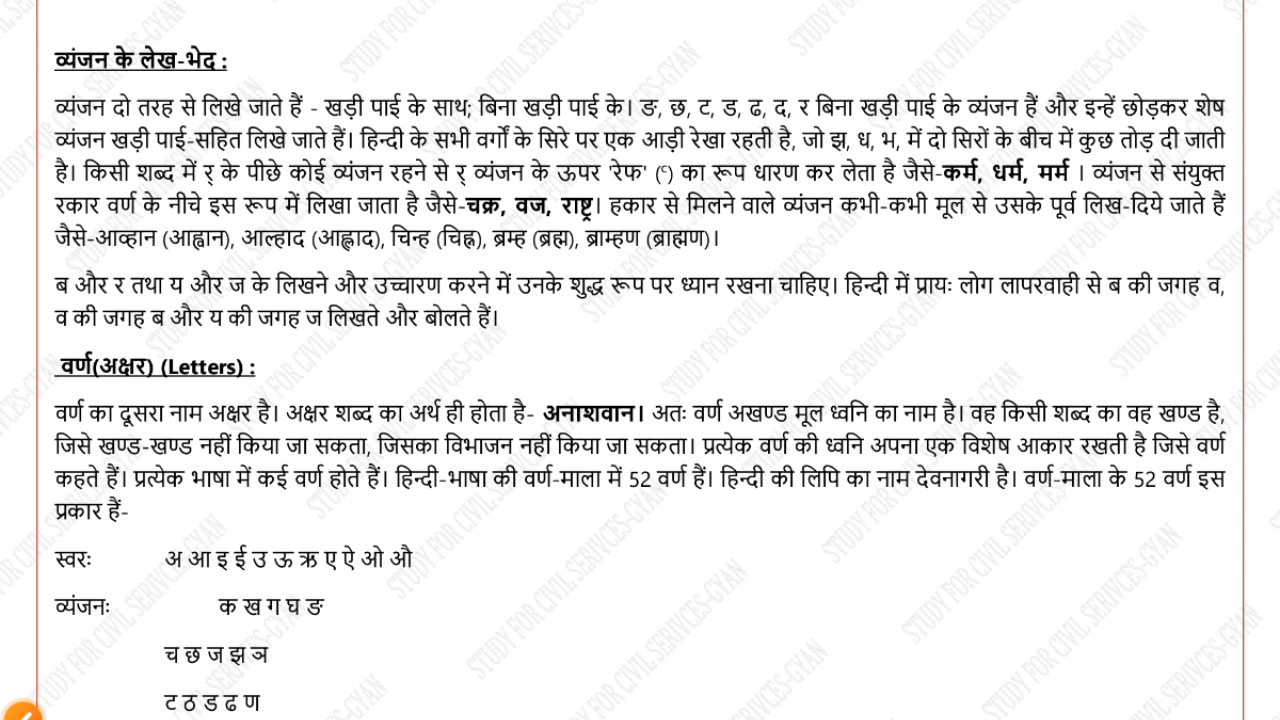 व्यंजन के लेख-भेद :
व्यंजन दो तरह से लिखे जाते हैं - खड़ी पाई के साथ; बिना खड़ी पाई के। ङ, छ, ट, ड, ढ, द, र बिना खड़ी पाई के व्यंजन हैं और इन्हें छोड़कर शेष
व्यंजन खड़ी पाई-सहित लिखे जाते हैं। हिन्दी के सभी वर्गों के सिरे पर एक आड़ी रेखा रहती है, जो झ, ध, भ, में दो सिरों के बीच में कुछ तोड़ दी जाती
है। किसी शब्द में र् के पीछे कोई व्यंजन रहने से र् व्यंजन के ऊपर 'रेफ' (र्) का रूप धारण कर लेता है जैसे-कर्म, धर्म, मर्म । व्यंजन से संयुक्त
रकार वर्ण के नीचे इस रूप में लिखा जाता है जैसे-चक्र, वज, राष्ट्र। हकार से मिलने वाले व्यंजन कभी-कभी मूल से उसके पूर्व लिख-दिये जाते हैं
जैसे-आव्हान (आह्वान), आल्हाद (आह्लाद), चिन्ह (चिह्न), ब्रम्ह (ब्रह्म), ब्राम्हण (ब्राह्मण)।
ब और र तथा य और ज के लिखने और उच्चारण करने में उनके शुद्ध रूप पर ध्यान रखना चाहिए। हिन्दी में प्रायः लोग लापरवाही से ब की जगह व,
व की जगह ब और य की जगह ज लिखते और बोलते हैं।
वर्ण(अक्षर) (Letters) :
वर्ण का दूसरा नाम अक्षर है। अक्षर शब्द का अर्थ ही होता है- अनाशवान। अतः वर्ण अखण्ड मूल ध्वनि का नाम है। वह किसी शब्द का वह खण्ड है,
जिसे खण्ड-खण्ड नहीं किया जा सकता, जिसका विभाजन नहीं किया जा सकता। प्रत्येक वर्ण की ध्वनि अपना एक विशेष आकार रखती है जिसे वर्ण
कहते हैं। प्रत्येक भाषा में कई वर्ण होते हैं। हिन्दी-भाषा की वर्ण-माला में 52 वर्ण हैं। हिन्दी की लिपि का नाम देवनागरी है। वर्ण-माला के 52 वर्ण इस
प्रकार हैं-
स्वरः अ आ इ ई उ ऊ ऋ ए ऐ ओ औ
व्यंजनः क ख ग घ ङ
च छ ज झ ञ
ट ठ ड ढ ण
STUDY FOR CIVIL SERIVCES-GYAN